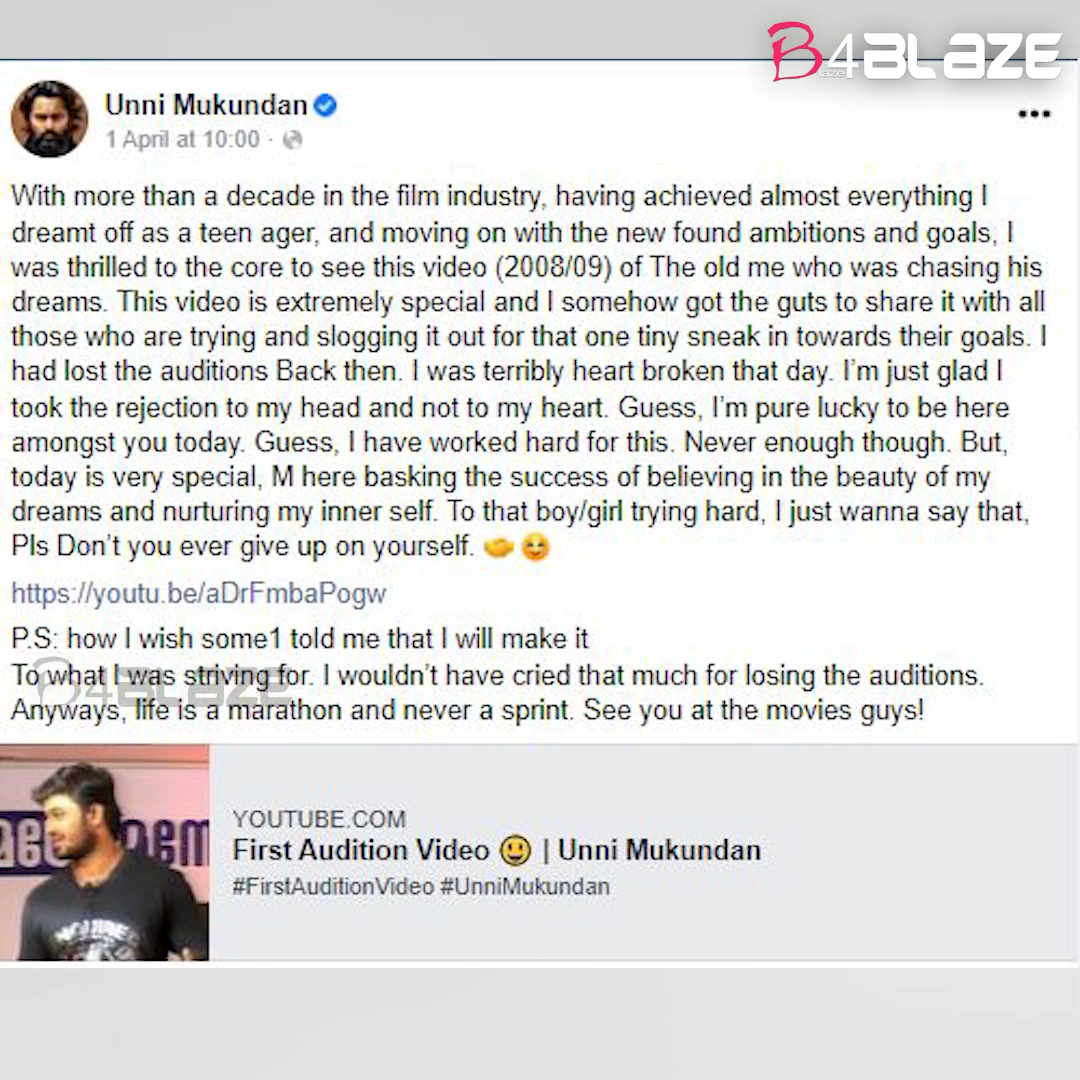 B4BLAZE
Unni Mukundan
1 April at 10:00 ·
With more than a decade in the film industry, having achieved almost everything I
dreamt off as a teen ager, and moving on with the new found ambitions and goals, I
was thrilled to the core to see this video (2008/09) of The old me who was chasing his
dreams. This video is extremely special and I somehow got the guts to share it with all
those who are trying and slogging it out for that one tiny sneak in towards their goals. I
had lost the auditions Back then. I was terribly heart broken that day. I’m just glad I
took the rejection to my head and not to my heart. Guess, I’m pure lucky to be here
amongst you today. Guess, I have worked hard for this. Never enough though. But,
today is very special, M here basking the success of believing in the beauty of my
dreams and nurturing my inner self. To that boy/girl trying hard, I just wanna say that,
Pls Don’t you ever give up on yourself. 🤝😊
https://youtu.be/aDrFmbaPogw
P.S: how I wish some1 told me that I will make it
To what I was striving for. I wouldn’t have cried that much for losing the auditions.
B4BLAZE
Anyways, life is a marathon and never a sprint. See you at the movies guys!
YOUTUBE.COM
First Audition Video 😃 | Unni Mukundan
#FirstAuditionVideo #UnniMukundan